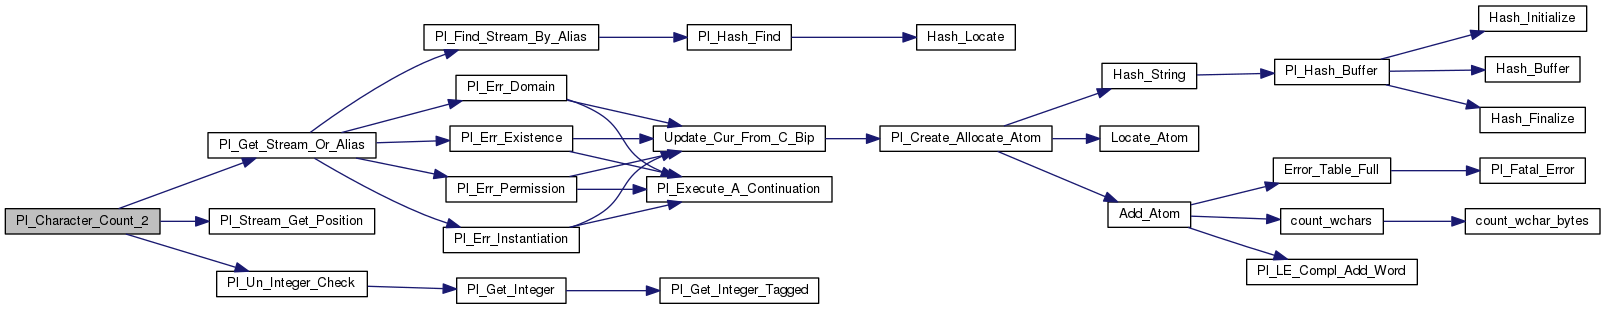 Pl_Character_Count_2
Pl_Get_Stream_Or_Alias
Pl_Stream_Get_Position
Pl_Un_Integer_Check
Pl_Find_Stream_By_Alias
Pl_Err_Domain
Pl_Err_Existence
Pl_Err_Permission
Pl_Err_Instantiation
Pl_Get_Integer
Pl_Hash_Find
Update_Cur_From_C_Bip
Pl_Execute_A_Continuation
Pl_Get_Integer_Tagged
Hash_Locate
Pl_Create_Allocate_Atom
Hash_String
Locate_Atom
Add_Atom
Pl_Hash_Buffer
Error_Table_Full
count_wchars
Pl_LE_Compl_Add_Word
Hash_Initialize
Hash_Buffer
Hash_Finalize
Pl_Fatal_Error
count_wchar_bytes